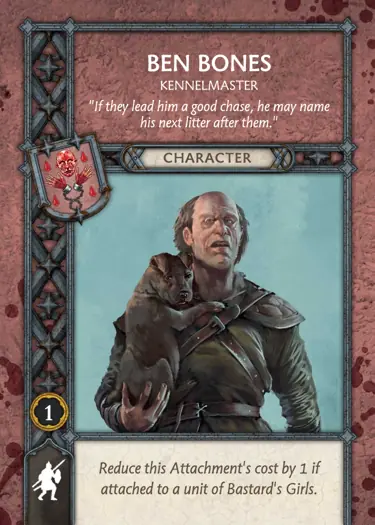 BEN BONES
KENNELMASTER
"If they lead him a good chase, he may name
his next litter after them."
CHARACTER
1
Reduce this Attachment's cost by 1 if
attached to a unit of Bastard's Girls.